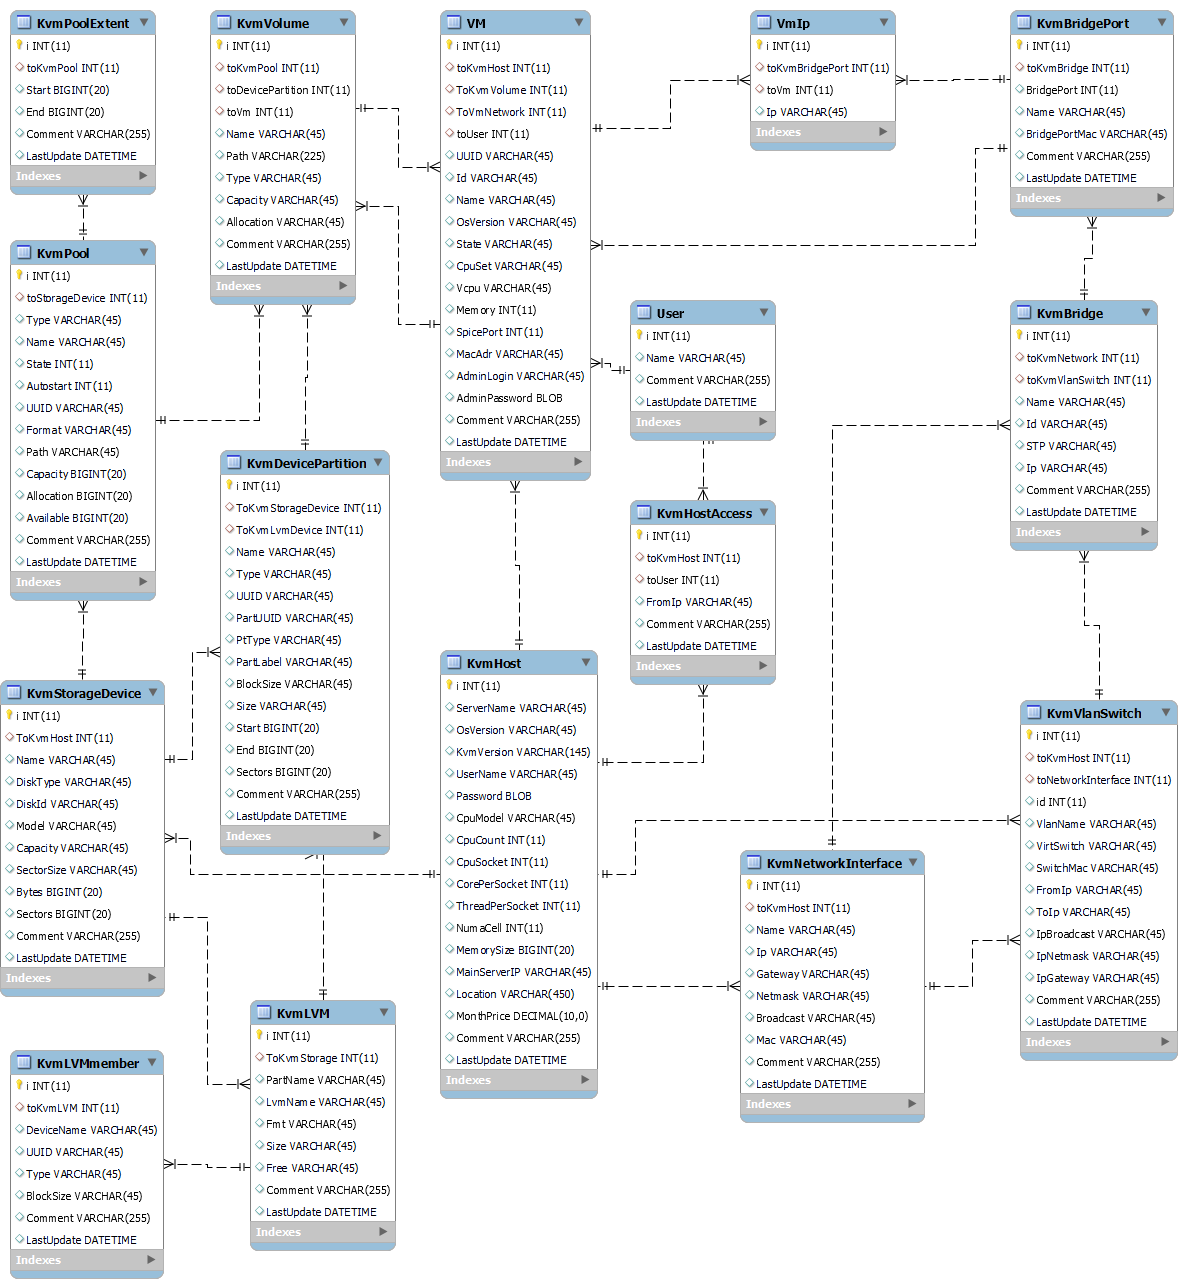 KvmPoolExtent
i INT(11)
toKvmPool INT(11)
Start BIGINT(20)
End BIGINT(20)
Comment VARCHAR(255)
LastUpdate DATETIME
Indexes
KvmVolume
i INT(11)
toKvmPool INT(11)
toDevicePartition INT(11)
toVm INT(11)
Name VARCHAR(45)
Path VARCHAR(225)
Type VARCHAR(45)
Capacity VARCHAR(45)
Allocation VARCHAR(45)
Comment VARCHAR(255)
LastUpdate DATETIME
Indexes
VM
i INT(11)
toKvmHost INT(11)
ToKvmVolume INT(11)
ToVmNetwork INT(11)
toUser INT(11)
UUID VARCHAR(45)
Id VARCHAR(45)
Name VARCHAR(45)
OsVersion VARCHAR(45)
State VARCHAR(45)
CpuSet VARCHAR(45)
Vcpu VARCHAR(45)
Memory INT(11)
SpicePort INT(11)
MacAdr VARCHAR(45)
AdminLogin VARCHAR(45)
AdminPassword BLOB
Comment VARCHAR(255)
LastUpdate DATETIME
Indexes
VmIp
i INT(11)
toKvmBridgePort INT(11)
toVm INT(11)
Ip VARCHAR(45)
Indexes
KvmBridgePort
i INT(11)
toKvmBridge INT(11)
BridgePort INT(11)
Name VARCHAR(45)
BridgePortMac VARCHAR(45)
Comment VARCHAR(255)
LastUpdate DATETIME
Indexes
KvmPool
i INT(11)
toStorageDevice INT(11)
Type VARCHAR(45)
Name VARCHAR(45)
State INT(11)
Autostart INT(11)
UUID VARCHAR(45)
Format VARCHAR(45)
Path VARCHAR(45)
Capacity BIGINT(20)
Allocation BIGINT(20)
Available BIGINT(20)
Comment VARCHAR(255)
LastUpdate DATETIME
Indexes
User
i INT(11)
Name VARCHAR(45)
Comment VARCHAR(255)
LastUpdate DATETIME
Indexes
KvmBridge
i INT(11)
toKvmNetwork INT(11)
toKvmVlanSwitch INT(11)
Name VARCHAR(45)
Id VARCHAR(45)
STP VARCHAR(45)
Ip VARCHAR(45)
Comment VARCHAR(255)
LastUpdate DATETIME
Indexes
KvmDevicePartition
i INT(11)
ToKvmStorageDevice INT(11)
ToKvmLvmDevice INT(11)
Name VARCHAR(45)
Type VARCHAR(45)
UUID VARCHAR(45)
PartUUID VARCHAR(45)
PtType VARCHAR(45)
PartLabel VARCHAR(45)
BlockSize VARCHAR(45)
Size VARCHAR(45)
Start BIGINT(20)
End BIGINT(20)
Sectors BIGINT(20)
Comment VARCHAR(255)
LastUpdate DATETIME
Indexes
KvmHostAccess
i INT(11)
toKvmHost INT(11)
toUser INT(11)
FromIp VARCHAR(45)
Comment VARCHAR(255)
LastUpdate DATETIME
Indexes
KvmStorageDevice
i INT(11)
ToKvmHost INT(11)
Name VARCHAR(45)
DiskType VARCHAR(45)
DiskId VARCHAR(45)
Model VARCHAR(45)
Capacity VARCHAR(45)
SectorSize VARCHAR(45)
Bytes BIGINT(20)
Sectors BIGINT(20)
Comment VARCHAR(255)
LastUpdate DATETIME
Indexes
KvmHost
i INT(11)
ServerName VARCHAR(45)
OsVersion VARCHAR(45)
KvmVersion VARCHAR(145)
UserName VARCHAR(45)
Password BLOB
CpuModel VARCHAR(45)
CpuCount INT(11)
CpuSocket INT(11)
CorePerSocket INT(11)
ThreadPerSocket INT(11)
NumaCell INT(11)
MemorySize BIGINT(20)
MainServerIP VARCHAR(45)
Location VARCHAR(450)
MonthPrice DECIMAL(10,0)
Comment VARCHAR(255)
LastUpdate DATETIME
Indexes
KvmVlanSwitch
i INT(11)
toKvmHost INT(11)
toNetworkInterface INT(11)
id INT(11)
VlanName VARCHAR(45)
VirtSwitch VARCHAR(45)
SwitchMac VARCHAR(45)
FromIp VARCHAR(45)
ToIp VARCHAR(45)
IpBroadcast VARCHAR(45)
IpNetmask VARCHAR(45)
IpGateway VARCHAR(45)
Comment VARCHAR(255)
LastUpdate DATETIME
Indexes
KvmNetworkInterface
i INT(11)
toKvmHost INT(11)
Name VARCHAR(45)
Ip VARCHAR(45)
Gateway VARCHAR(45)
Netmask VARCHAR(45)
Broadcast VARCHAR(45)
Mac VARCHAR(45)
Comment VARCHAR(255)
LastUpdate DATETIME
Indexes
KvmLVM
i INT(11)
ToKvmStorage INT(11)
PartName VARCHAR(45)
LvmName VARCHAR(45)
Fmt VARCHAR(45)
Size VARCHAR(45)
Free VARCHAR(45)
Comment VARCHAR(255)
LastUpdate DATETIME
Indexes
KvmLVMmember
i INT(11)
toKvmLVM INT(11)
DeviceName VARCHAR(45)
UUID VARCHAR(45)
Type VARCHAR(45)
BlockSize VARCHAR(45)
Comment VARCHAR(255)
LastUpdate DATETIME
Indexes